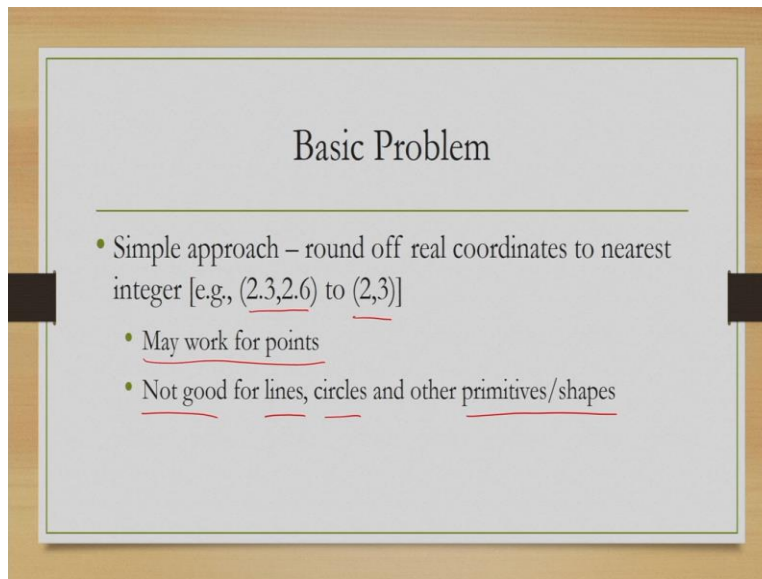 Basic Problem
• Simple approach – round off real coordinates to nearest
integer [e.g., (2.3,2.6) to (2,3)]
• May work for points
• Not good for lines, circles and other primitives/shapes